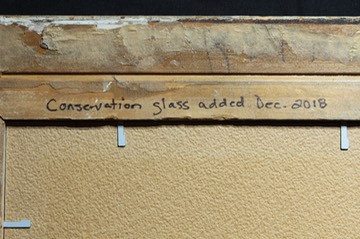 Conservation glass added Dec. 2018